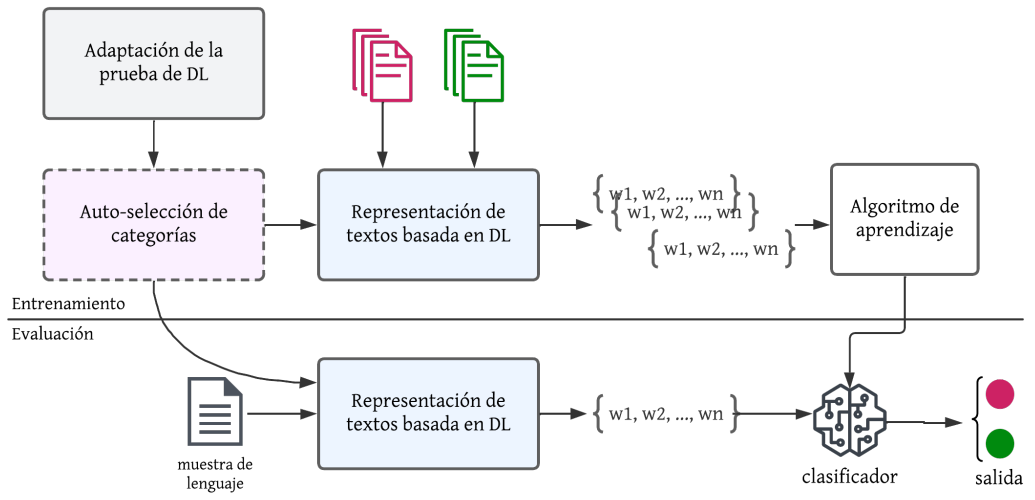 Adaptación de la
prueba de DL
Auto-selección de
categorías
Representación de
textos basada en DL
{ w1, w2, ..., wn }
{ w1, w2, ..., wn }
{ w1, w2, ..., wn }
Algoritmo de
aprendizaje
Entrenamiento
Evaluación
muestra de
lenguaje
Representación de
textos basada en DL
{ w1, w2, ..., wn }
clasificador
salida